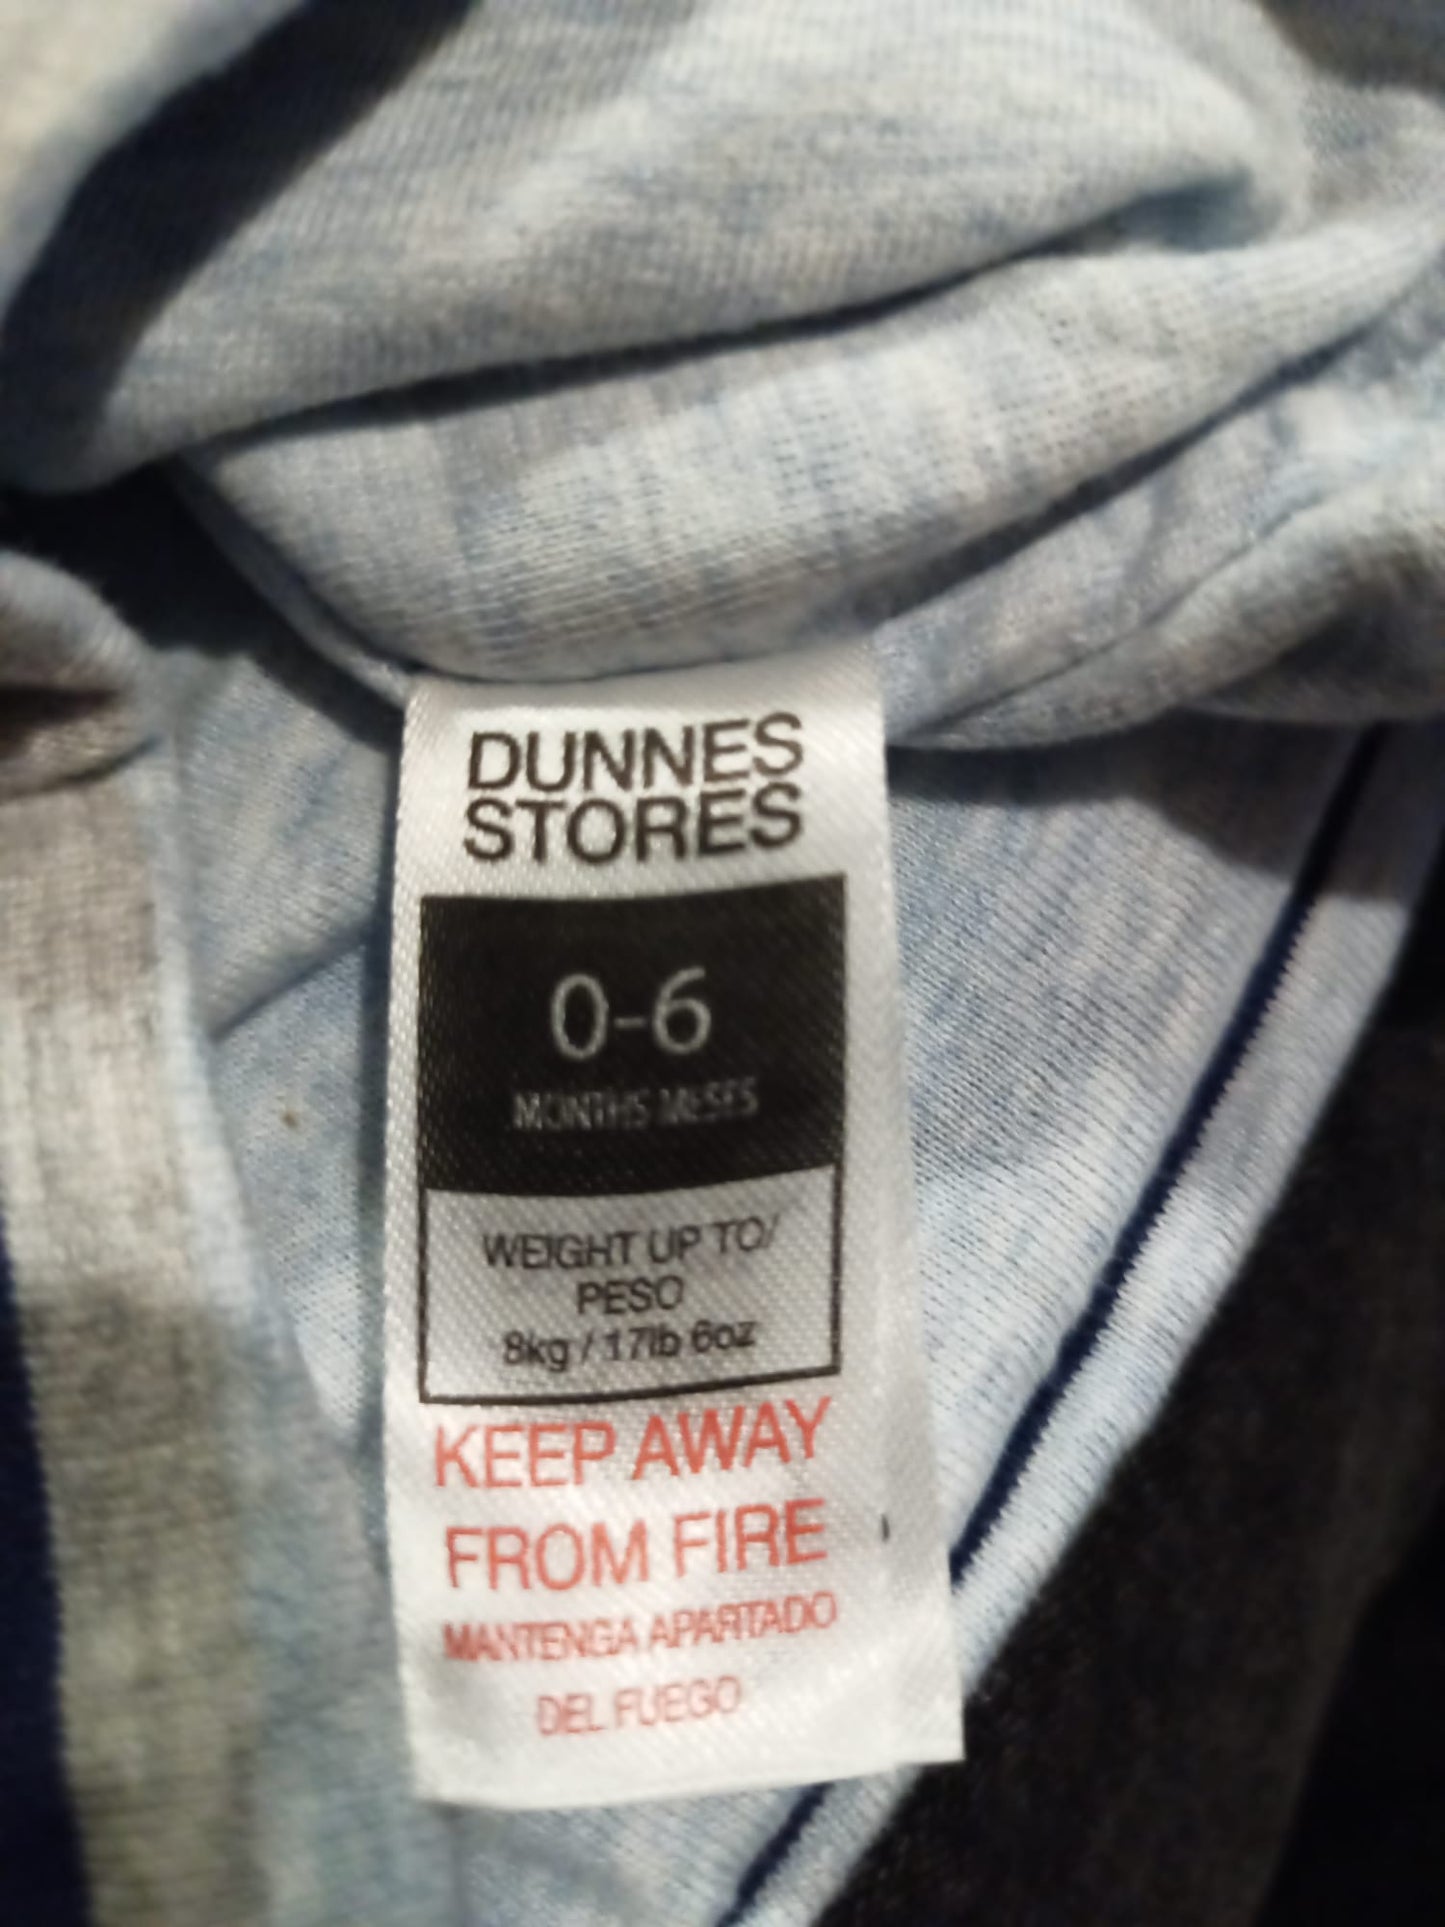 DUNNES
STORES
0-6
MONTHS MESES
WEIGHT UP TO/
PESO
8kg / 17lb 6oz
KEEP AWAY
FROM FIRE
MANTENGA APARTADO
DEL FUEGO